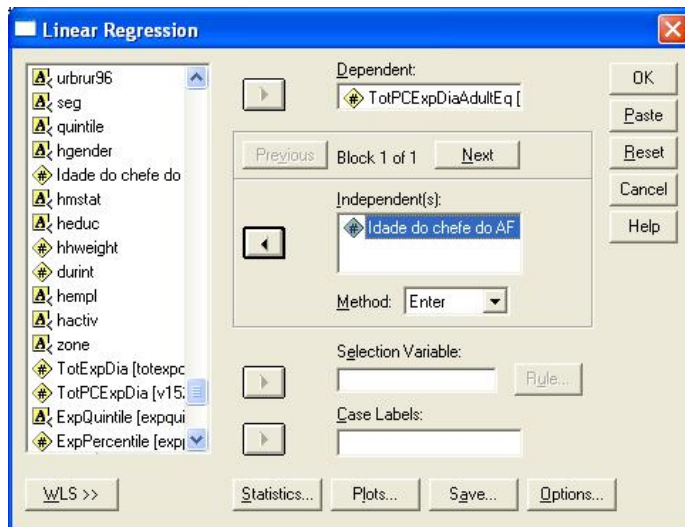 Linear Regression
urbrur96
seg
quintile
hgender
Idade do chefe do
hmstat
heduc
hhweight
durint
hempl
hactiv
zone
TotExpDia [totexpc
TotPCExpDia [v15
ExpQuintile [expqui
ExpPercentile [exp
WLS >>
Dependent:
TotPCExpDiaAdultEq [
Previous
Block 1 of 1
Next
Independent(s):
Idade do chefe do AF
Method:
Enter
Selection Variable:
Rule...
Case Labels:
Statistics...
Plots...
Save...
Options...
OK
Paste
Reset
Cancel
Help